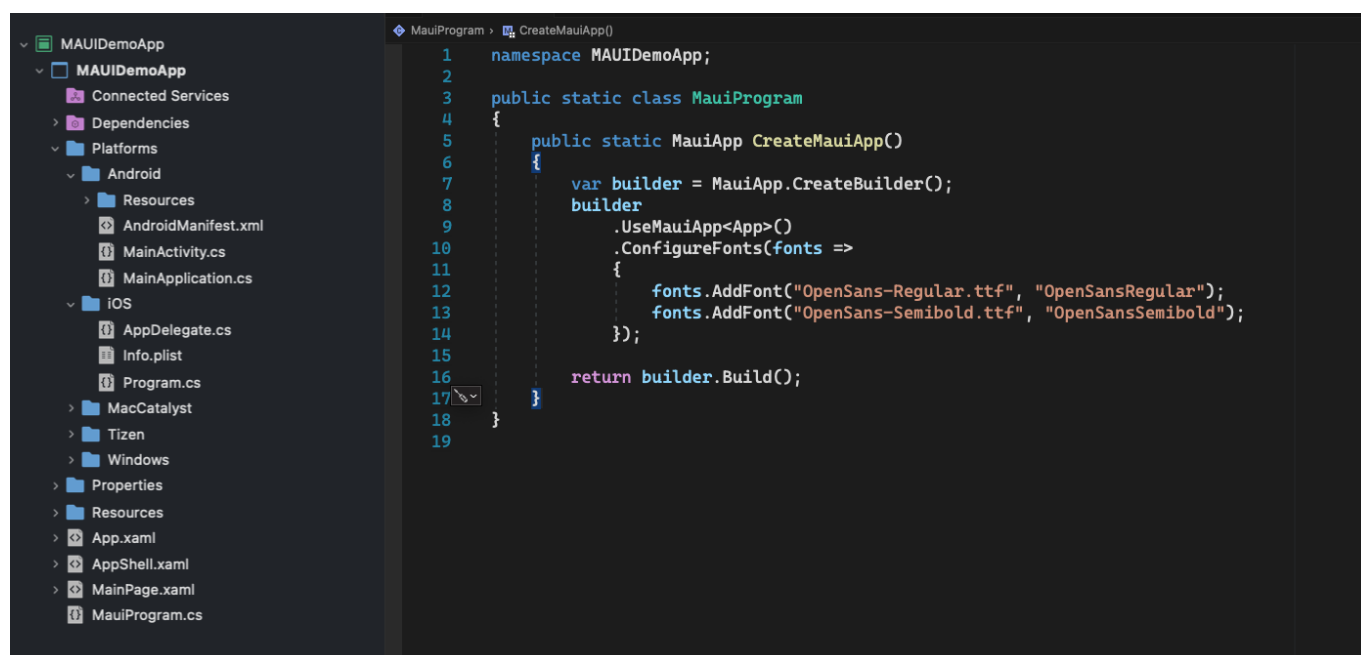 MAUIDemoApp
MAUIDemoApp
Connected Services
Dependencies
Platforms
Android
Resources
AndroidManifest.xml
MainActivity.cs
MainApplication.cs
iOS
AppDelegate.cs
Info.plist
Program.cs
MacCatalyst
Tizen
Windows
Properties
Resources
App.xaml
AppShell.xaml
MainPage.xaml
MauiProgram.cs
MauiProgram › CreateMauiApp()
1 namespace MAUIDemoApp;
2
3 public static class MauiProgram
4 {
5     public static MauiApp CreateMauiApp()
6     {
7         var builder = MauiApp.CreateBuilder();
8         builder
9             .UseMauiApp<App>()
10             .ConfigureFonts(fonts =>
11             {
12                 fonts.AddFont("OpenSans-Regular.ttf", "OpenSansRegular");
13                 fonts.AddFont("OpenSans-Semibold.ttf", "OpenSansSemibold");
14             });
15
16         return builder.Build();
17     }
18 }
19